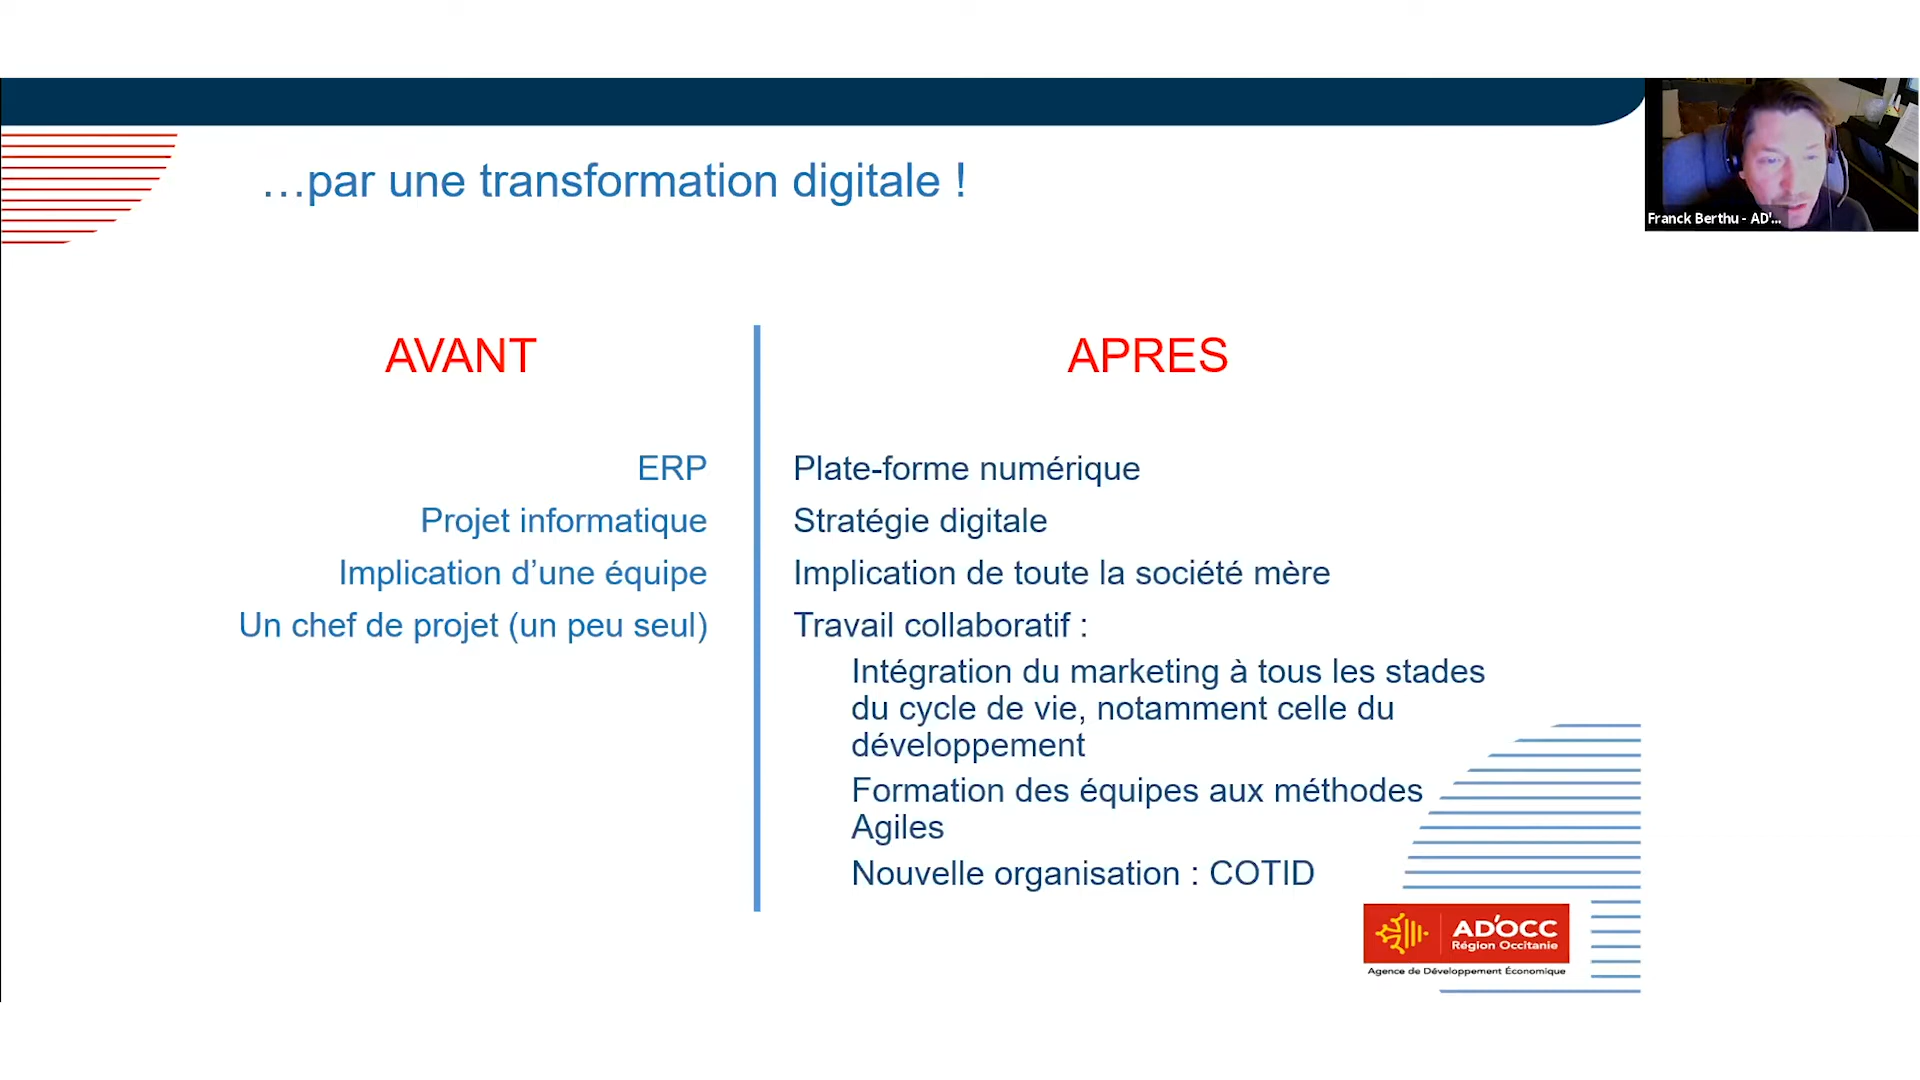 …par une transformation digitale !
Franck Berthu - AD'...
AVANT
APRES
ERP
Plate-forme numérique
Projet informatique
Stratégie digitale
Implication d’une équipe
Implication de toute la société mère
Un chef de projet (un peu seul)
Travail collaboratif :
Intégration du marketing à tous les stades
du cycle de vie, notamment celle du
développement
Formation des équipes aux méthodes
Agiles
Nouvelle organisation : COTID
AD'OCC
Région Occitanie
Agence de Développement Économique